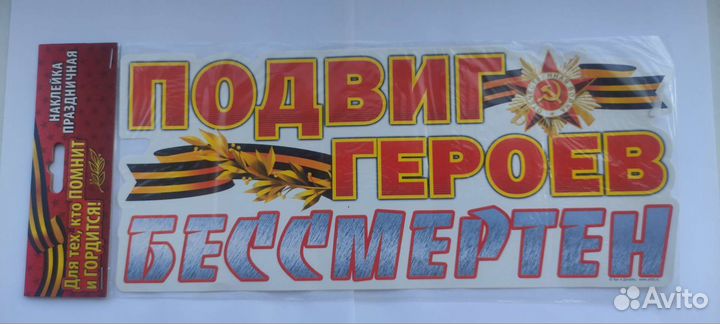 НАКЛЕЙКА
ПРАЗДНИЧНАЯ
Для тех, кто ПОМНИТ
и ГОРДИТСЯ!
ПОДВИГ
ГЕРОЕВ
БЕССМЕРТЕН
Avito